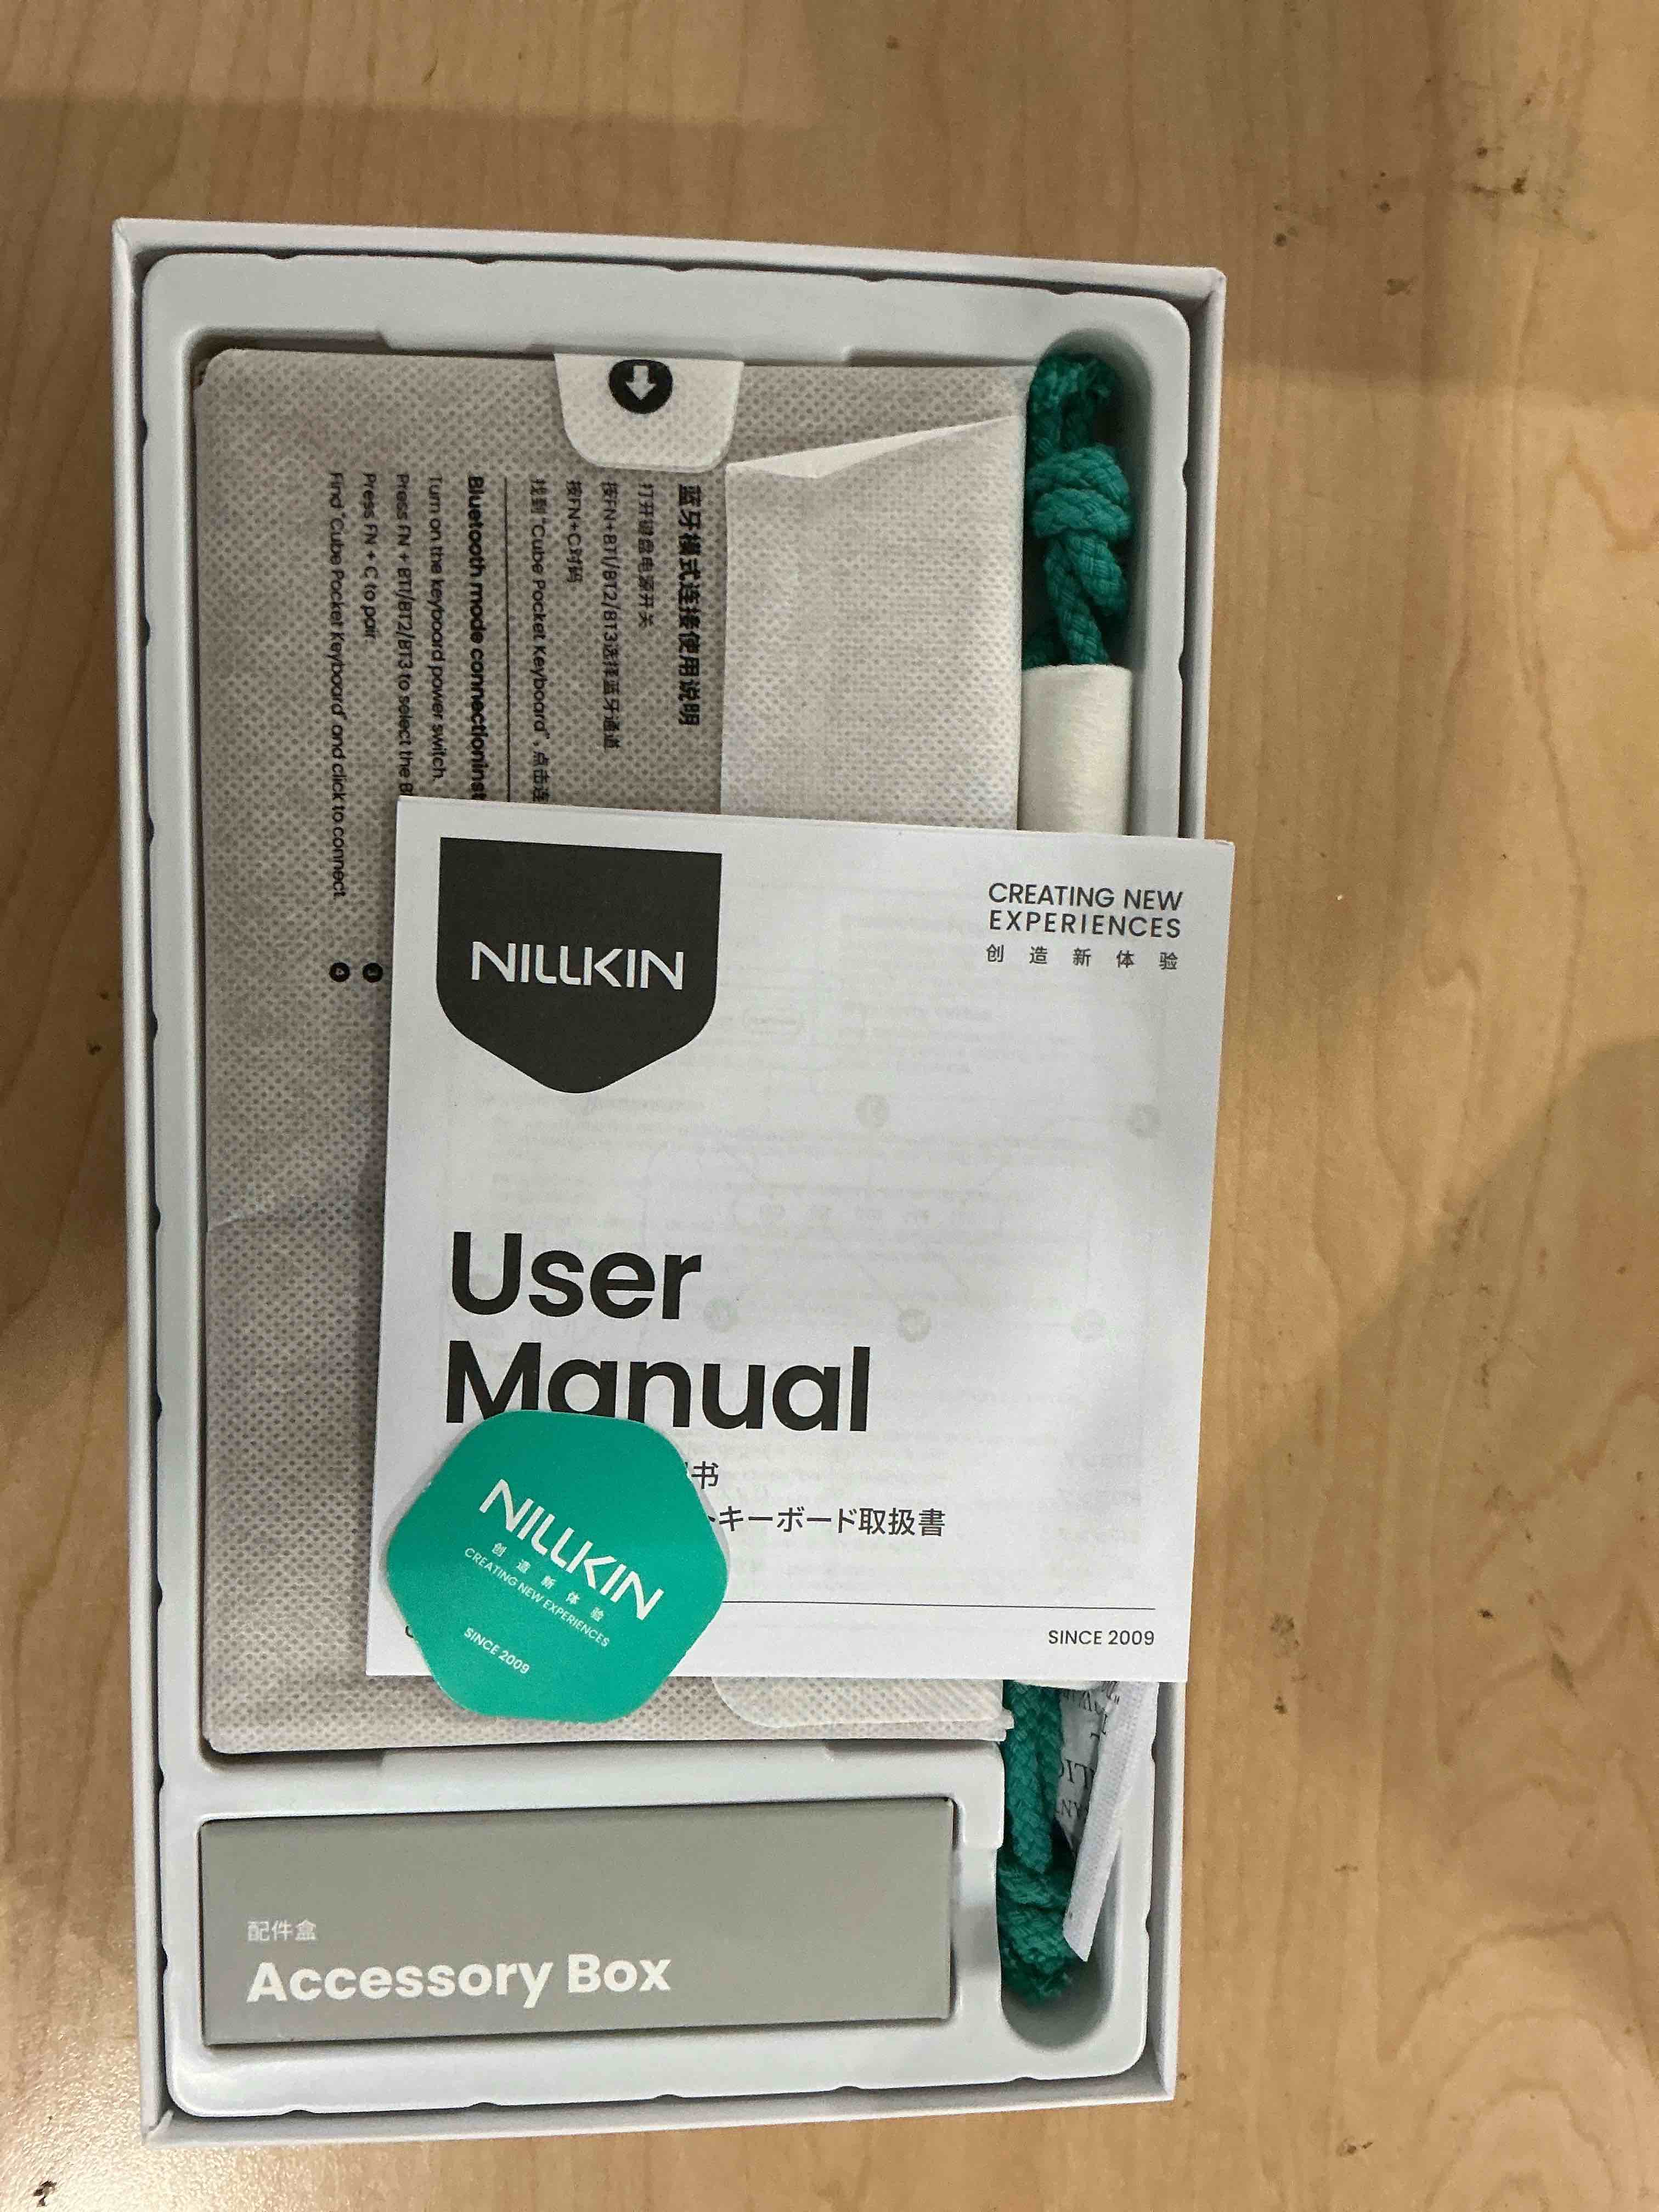 蓝牙模式连接使用说明
打开键盘电源开关
按FN+BT1/BT2/BT3选择蓝牙通道
按FN+C对码
找到"Cube Pocket Keyboard",点击连
Bluetooth mode connectioninst
Turn on the keyboard power switch.
Press FN + BT1/BT2/BT3 to select the B
Press FN + C to pair.
Find "Cube Pocket Keyboard" and click to connect.
3
4
NILLKIN
CREATING NEW
EXPERIENCES
创造新体验
User
Manual
书
トキーボード取扱書
SINCE 2009
NILLKIN
创造新体验
CREATING NEW EXPERIENCES
SINCE 2009
配件盒
Accessory Box